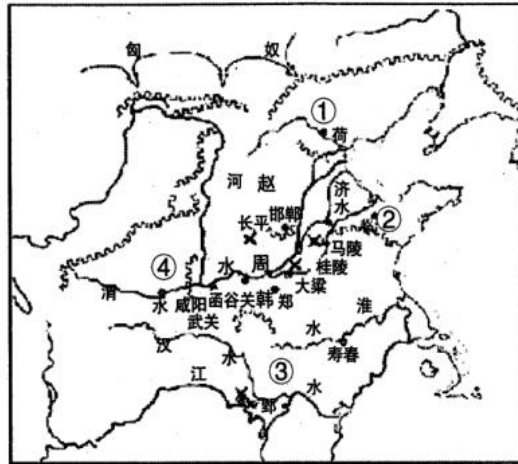 匈 奴
①
荷
河 赵
济水
邯郸
长平
②
马陵
桂陵
④
水 周
大梁
渭水
咸阳 函谷关 韩 郑
武关
淮水
汉水
寿春
江水
③
郢